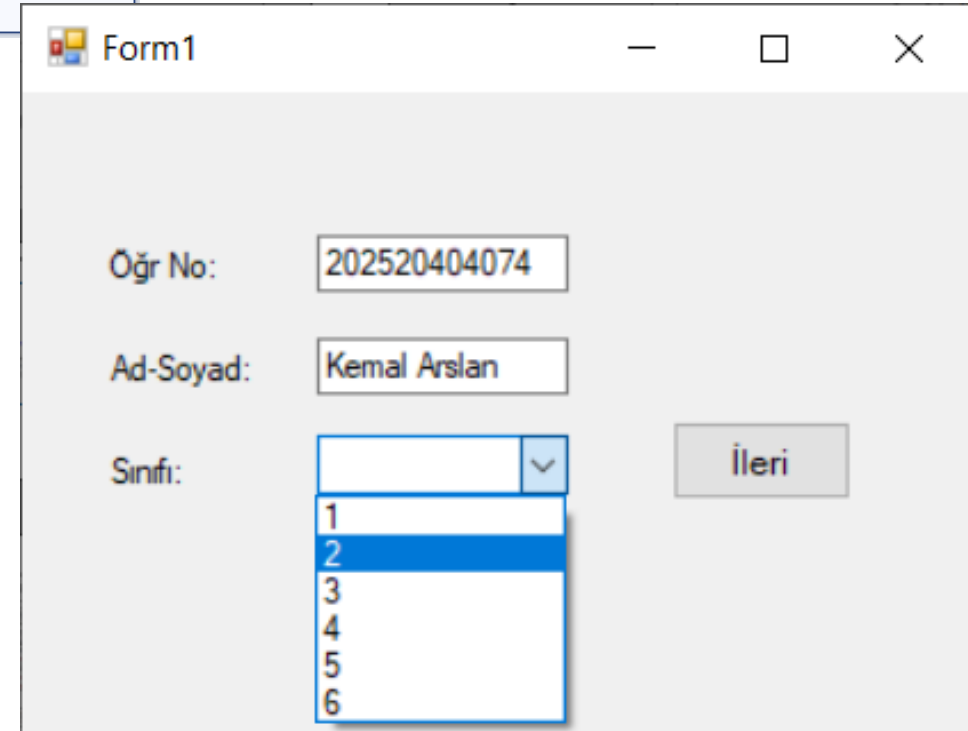 Form1
Öğr No: 202520404074
Ad-Soyad: Kemal Arslan
Sınıfı: İleri
1
2
3
4
5
6